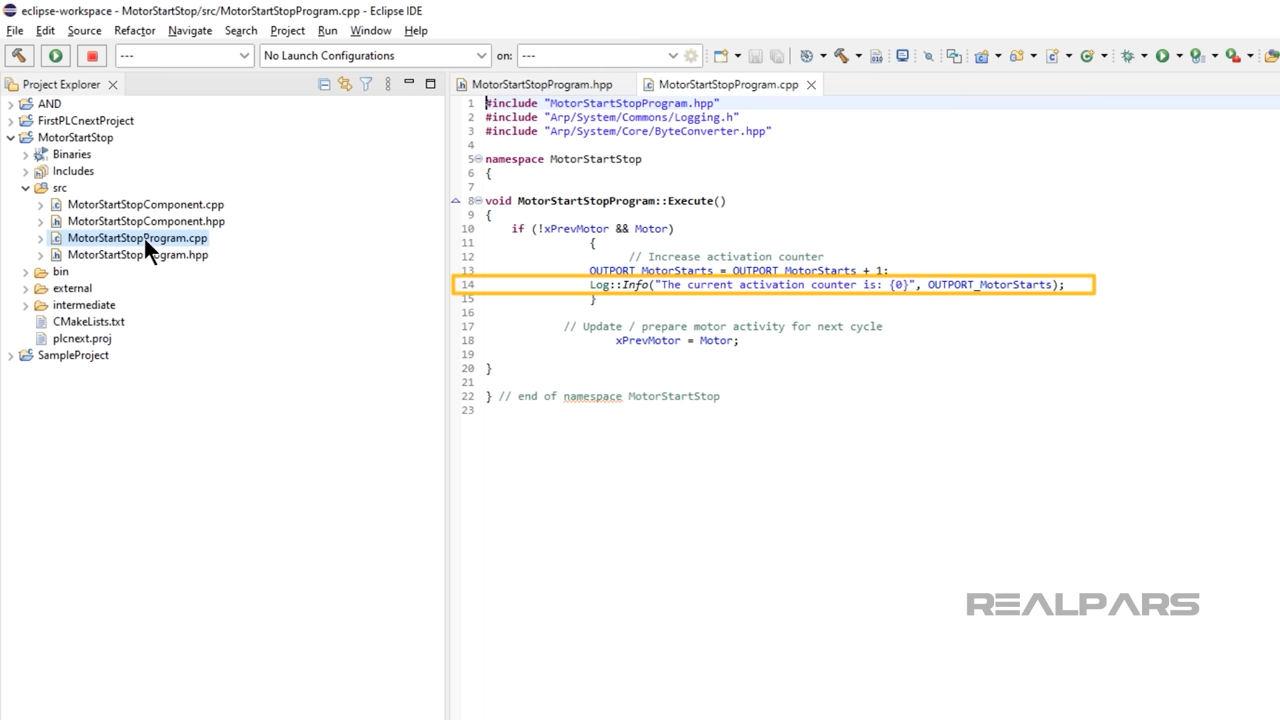 eclipse-workspace - MotorStartStop/src/MotorStartStopProgram.cpp - Eclipse IDE
File Edit Source Refactor Navigate Search Project Run Window Help
--- No Launch Configurations on: ---
Project Explorer
MotorStartStopProgram.hpp MotorStartStopProgram.cpp
AND
FirstPLCnextProject
MotorStartStop
Binaries
Includes
src
MotorStartStopComponent.cpp
MotorStartStopComponent.hpp
MotorStartStopProgram.cpp
MotorStartStopProgram.hpp
bin
external
intermediate
CMakeLists.txt
plcnext.proj
SampleProject
1 #include "MotorStartStopProgram.hpp"
2 #include "Arp/System/Commons/Logging.h"
3 #include "Arp/System/Core/ByteConverter.hpp"
4
5 namespace MotorStartStop
6 {
7
8 void MotorStartStopProgram::Execute()
9 {
10 if (!xPrevMotor && Motor)
11 {
12 // Increase activation counter
13 OUTPORT_MotorStarts = OUTPORT_MotorStarts + 1;
14 Log::Info("The current activation counter is: {0}", OUTPORT_MotorStarts);
15 }
16
17 // Update / prepare motor activity for next cycle
18 xPrevMotor = Motor;
19
20 }
21
22 } // end of namespace MotorStartStop
23
REALPARS